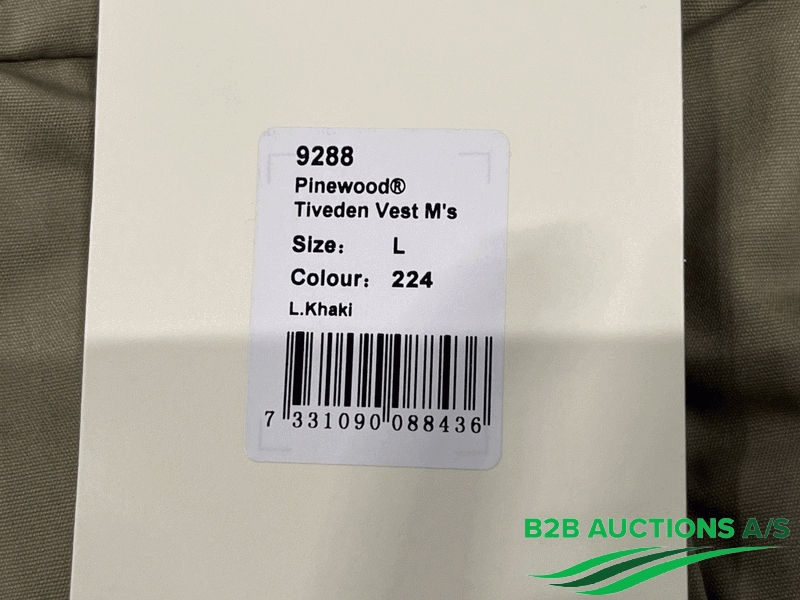 9288
Pinewood®
Tiveden Vest M's
Size: L
Colour: 224
L.Khaki
7 331090 088436
B2B AUCTIONS A/S